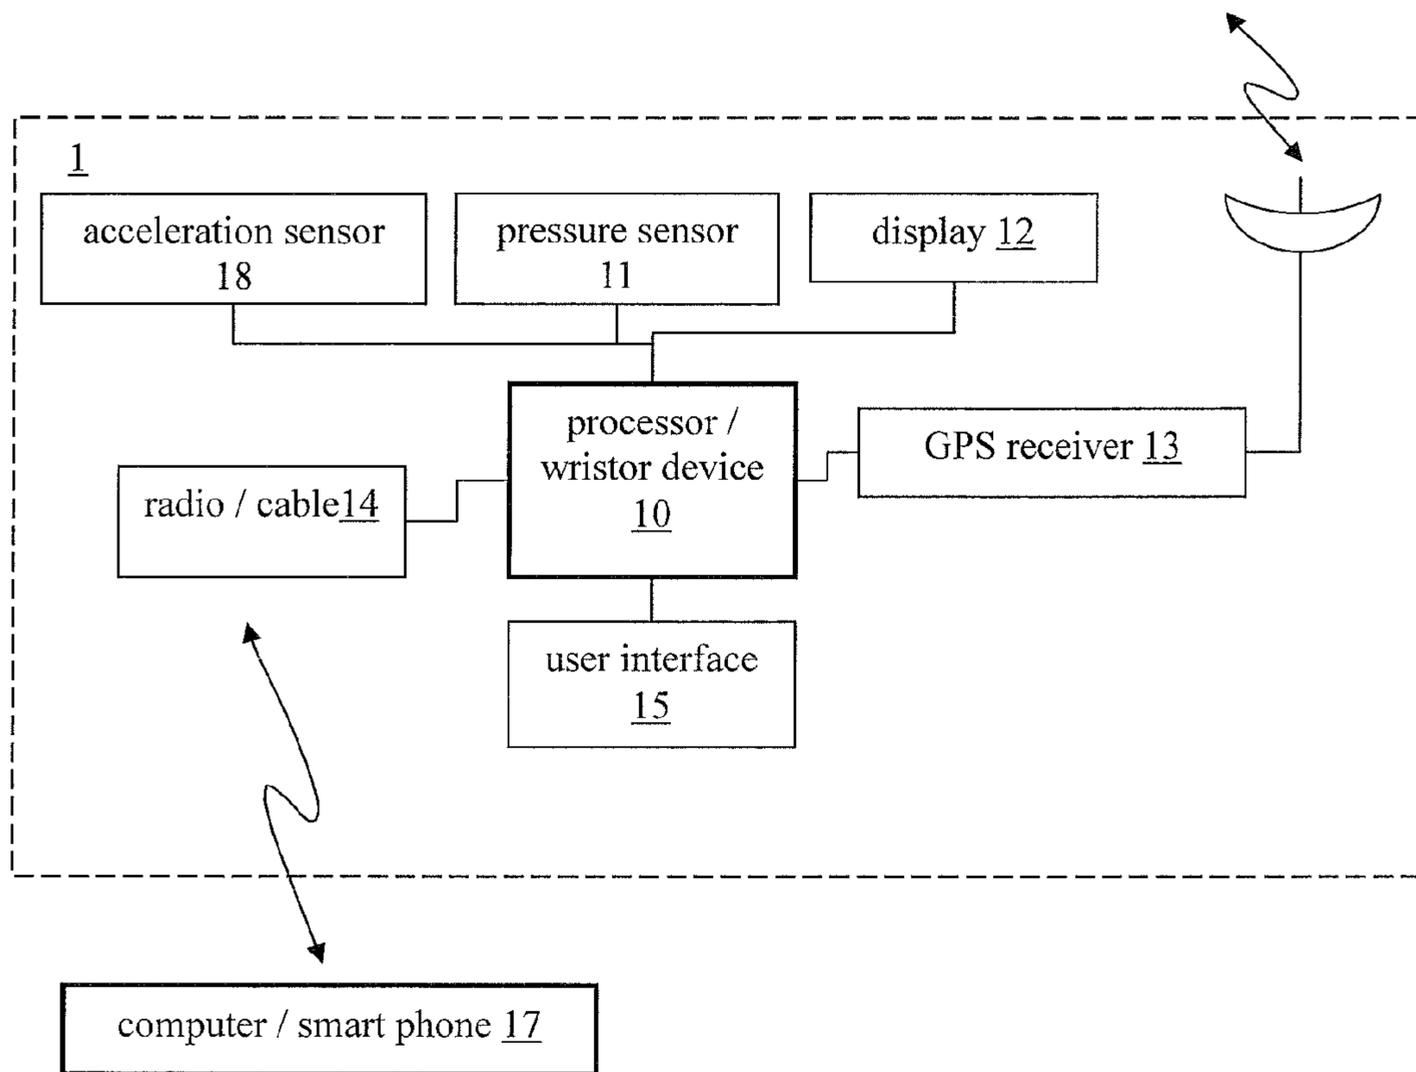 1
acceleration sensor
18
pressure sensor
11
display 12
processor /
wristor device
10
GPS receiver 13
radio / cable14
user interface
15
computer / smart phone 17